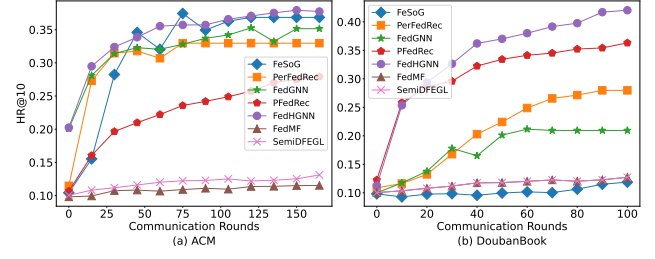 HR@10
0.35
0.30
0.25
0.20
0.15
0.10
FeSoG
PerFedRec
FedGNN
PFedRec
FedHGNN
FedMF
SemiDFEGL
0 25 50 75 100 125 150
Communication Rounds
(a) ACM
0.40
0.35
0.30
0.25
0.20
0.15
0.10
FeSoG
PerFedRec
FedGNN
PFedRec
FedHGNN
FedMF
SemiDFEGL
0 20 40 60 80 100
Communication Rounds
(b) DoubanBook